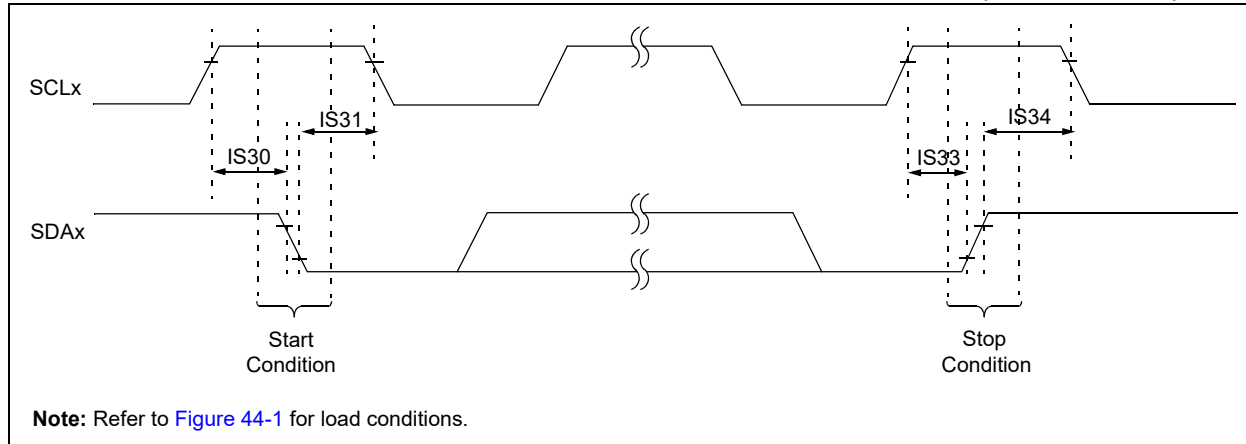 SCLx
IS31
IS34
IS30
IS33
SDAx
Start
Condition
Stop
Condition
Note: Refer to Figure 44-1 for load conditions.